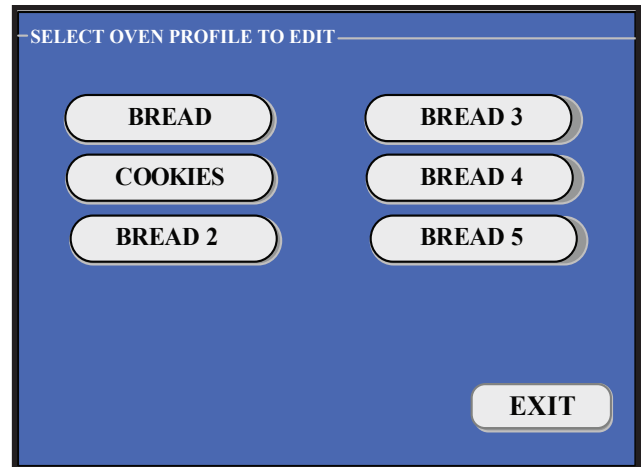 SELECT OVEN PROFILE TO EDIT
BREAD
COOKIES
BREAD 2
BREAD 3
BREAD 4
BREAD 5
EXIT